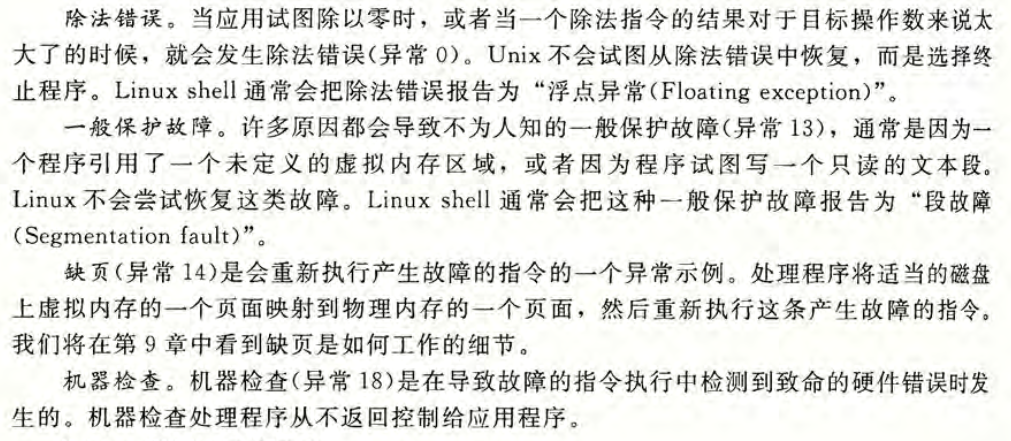 除法错误。当应用试图除以零时，或者当一个除法指令的结果对于目标操作数来说太
大了的时候，就会发生除法错误(异常 0)。Unix 不会试图从除法错误中恢复，而是选择终
止程序。Linux shell 通常会把除法错误报告为“浮点异常(Floating exception)”。
一般保护故障。许多原因都会导致不为人知的一般保护故障(异常 13)，通常是因为一
个程序引用了一个未定义的虚拟内存区域，或者因为程序试图写一个只读的文本段。
Linux 不会尝试恢复这类故障。Linux shell 通常会把这种一般保护故障报告为“段故障
(Segmentation fault)”。
缺页(异常 14)是会重新执行产生故障的指令的一个异常示例。处理程序将适当的磁盘
上虚拟内存的一个页面映射到物理内存的一个页面，然后重新执行这条产生故障的指令。
我们将在第 9 章中看到缺页是如何工作的细节。
机器检查。机器检查(异常 18)是在导致故障的指令执行中检测到致命的硬件错误时发
生的。机器检查处理程序从不返回控制给应用程序。